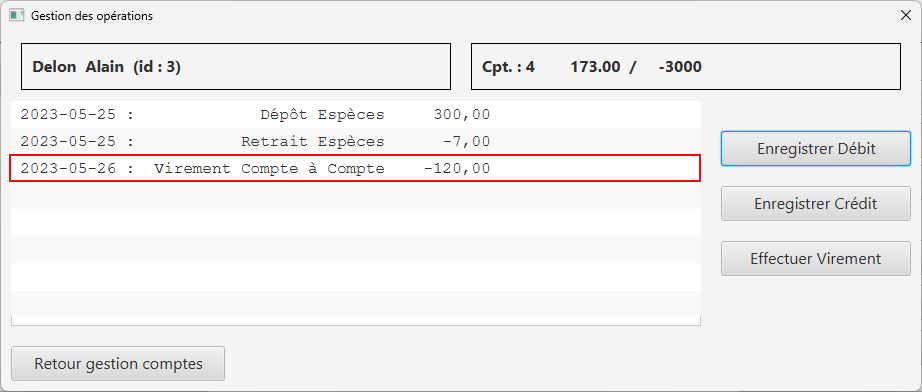 Gestion des opérations
Delon Alain (id : 3)
Cpt. : 4 173.00 / -3000
2023-05-25 : Dépôt Espèces 300,00
2023-05-25 : Retrait Espèces -7,00
2023-05-26 : Virement Compte à Compte -120,00
Enregistrer Débit
Enregistrer Crédit
Effectuer Virement
Retour gestion comptes